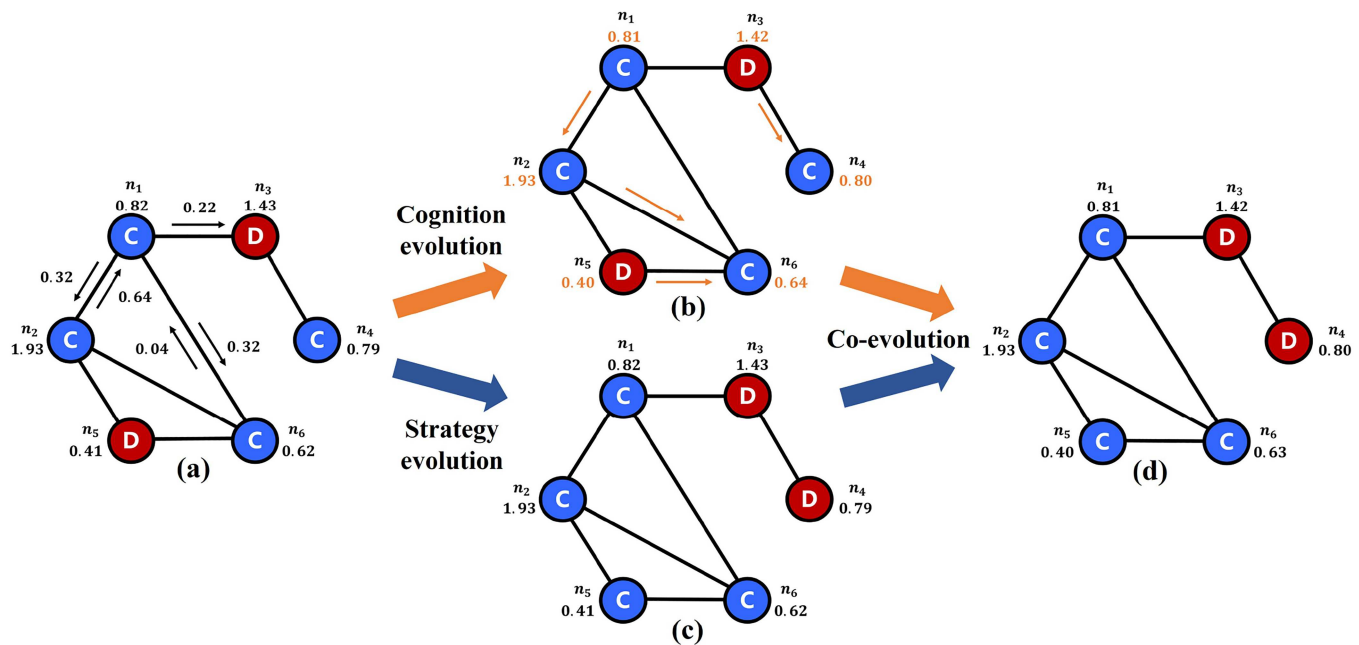 n₁
0.82
C
0.22
n₃
1.43
D
0.32
0.64
n₂
1.93
C
0.04
0.32
C
n₄
0.79
n₅
0.41
D
C
n₆
0.62
(a)
Cognition
evolution
Strategy
evolution
n₁
0.81
C
n₃
1.42
D
n₂
1.93
C
C
n₄
0.80
n₅
0.40
D
C
n₆
0.64
(b)
n₁
0.82
C
n₃
1.43
D
n₂
1.93
C
D
n₄
0.79
n₅
0.41
C
C
n₆
0.62
(c)
Co-evolution
n₁
0.81
C
n₃
1.42
D
n₂
1.93
C
D
n₄
0.80
n₅
0.40
C
C
n₆
0.63
(d)